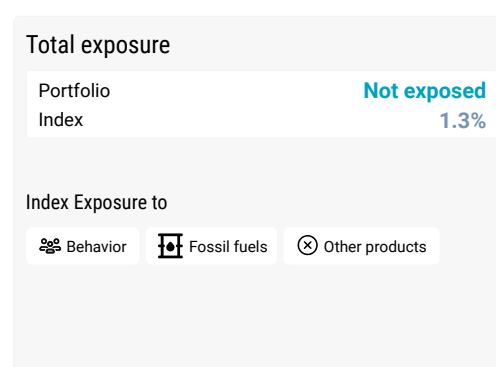 Total exposure
Portfolio Not exposed
Index 1.3%
Index Exposure to
Behavior Fossil fuels Other products